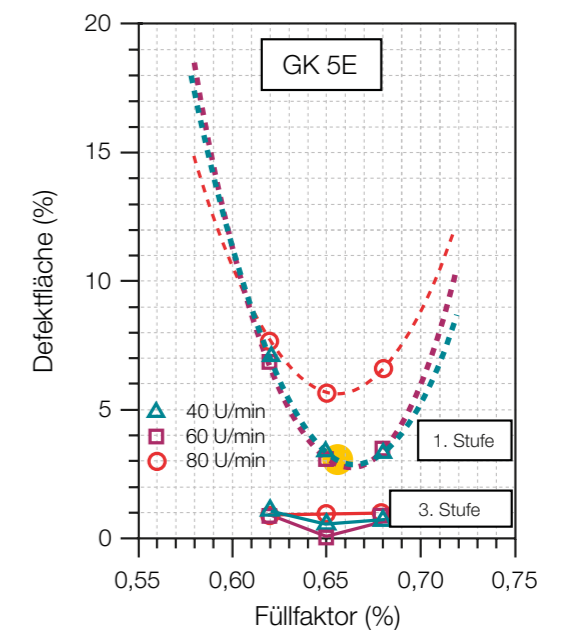 20
GK 5E
15
10
Defektfläche (%)
40 U/min
60 U/min
80 U/min
5
1. Stufe
3. Stufe
0
0,55 0,60 0,65 0,70 0,75
Füllfaktor (%)